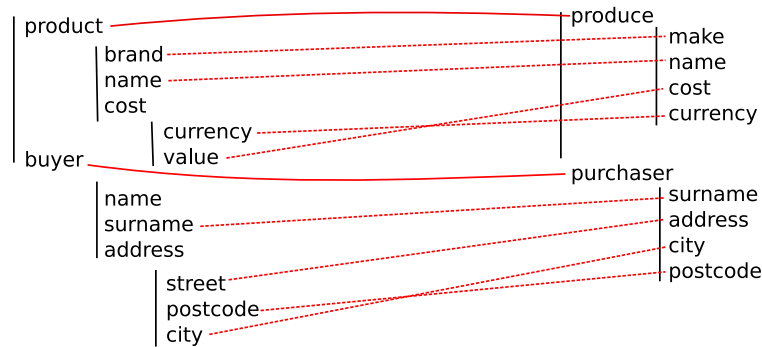 product
brand
name
cost
currency
value
buyer
name
surname
address
street
postcode
city
produce
make
name
cost
currency
purchaser
surname
address
city
postcode